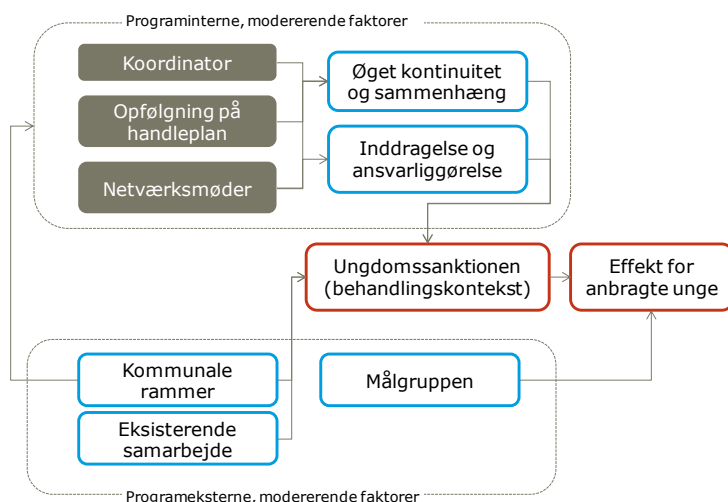 Programinterne, modererende faktorer
Koordinator
Opfølgning på
handleplan
Netværksmøder
Øget kontinuitet
og sammenhæng
Inddragelse og
ansvarliggørelse
Ungdomssanktionen
(behandlingskontekst)
Effekt for
anbragte unge
Kommunale
rammer
Målgruppen
Eksisterende
samarbejde
Programeksterne, modererende faktorer